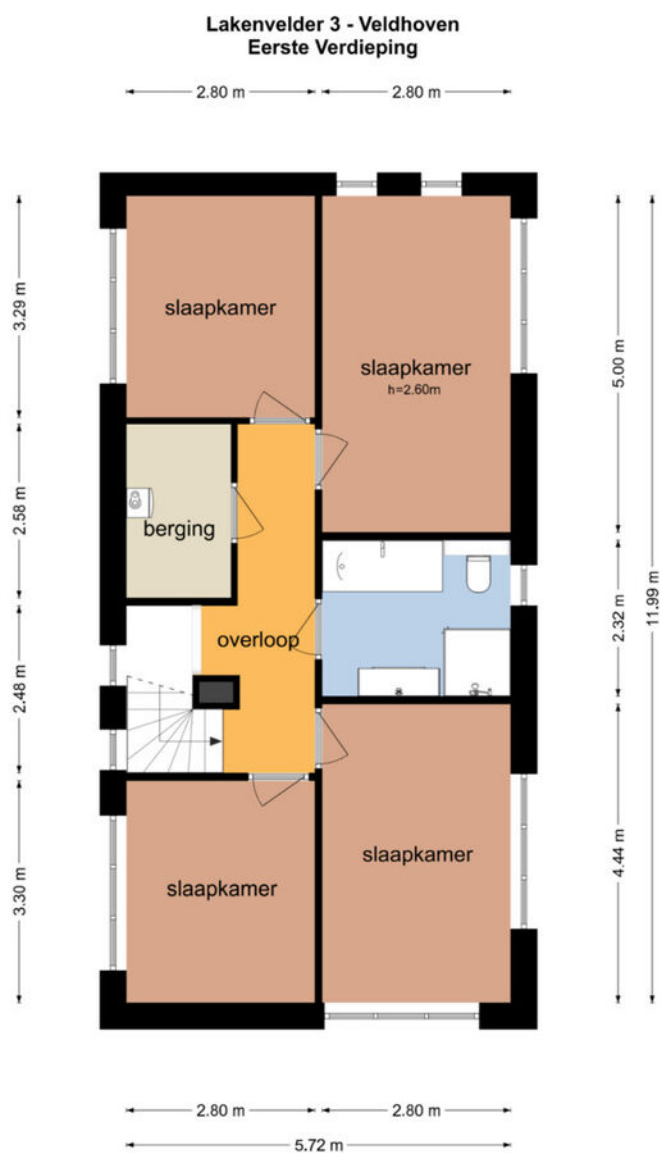 Lakenvelder 3 - Veldhoven
Eerste Verdieping
2.80 m
2.80 m
3.29 m
slaapkamer
slaapkamer
h=2.60m
5.00 m
2.58 m
berging
2.48 m
overloop
2.32 m
11.99 m
3.30 m
slaapkamer
slaapkamer
4.44 m
2.80 m
2.80 m
5.72 m